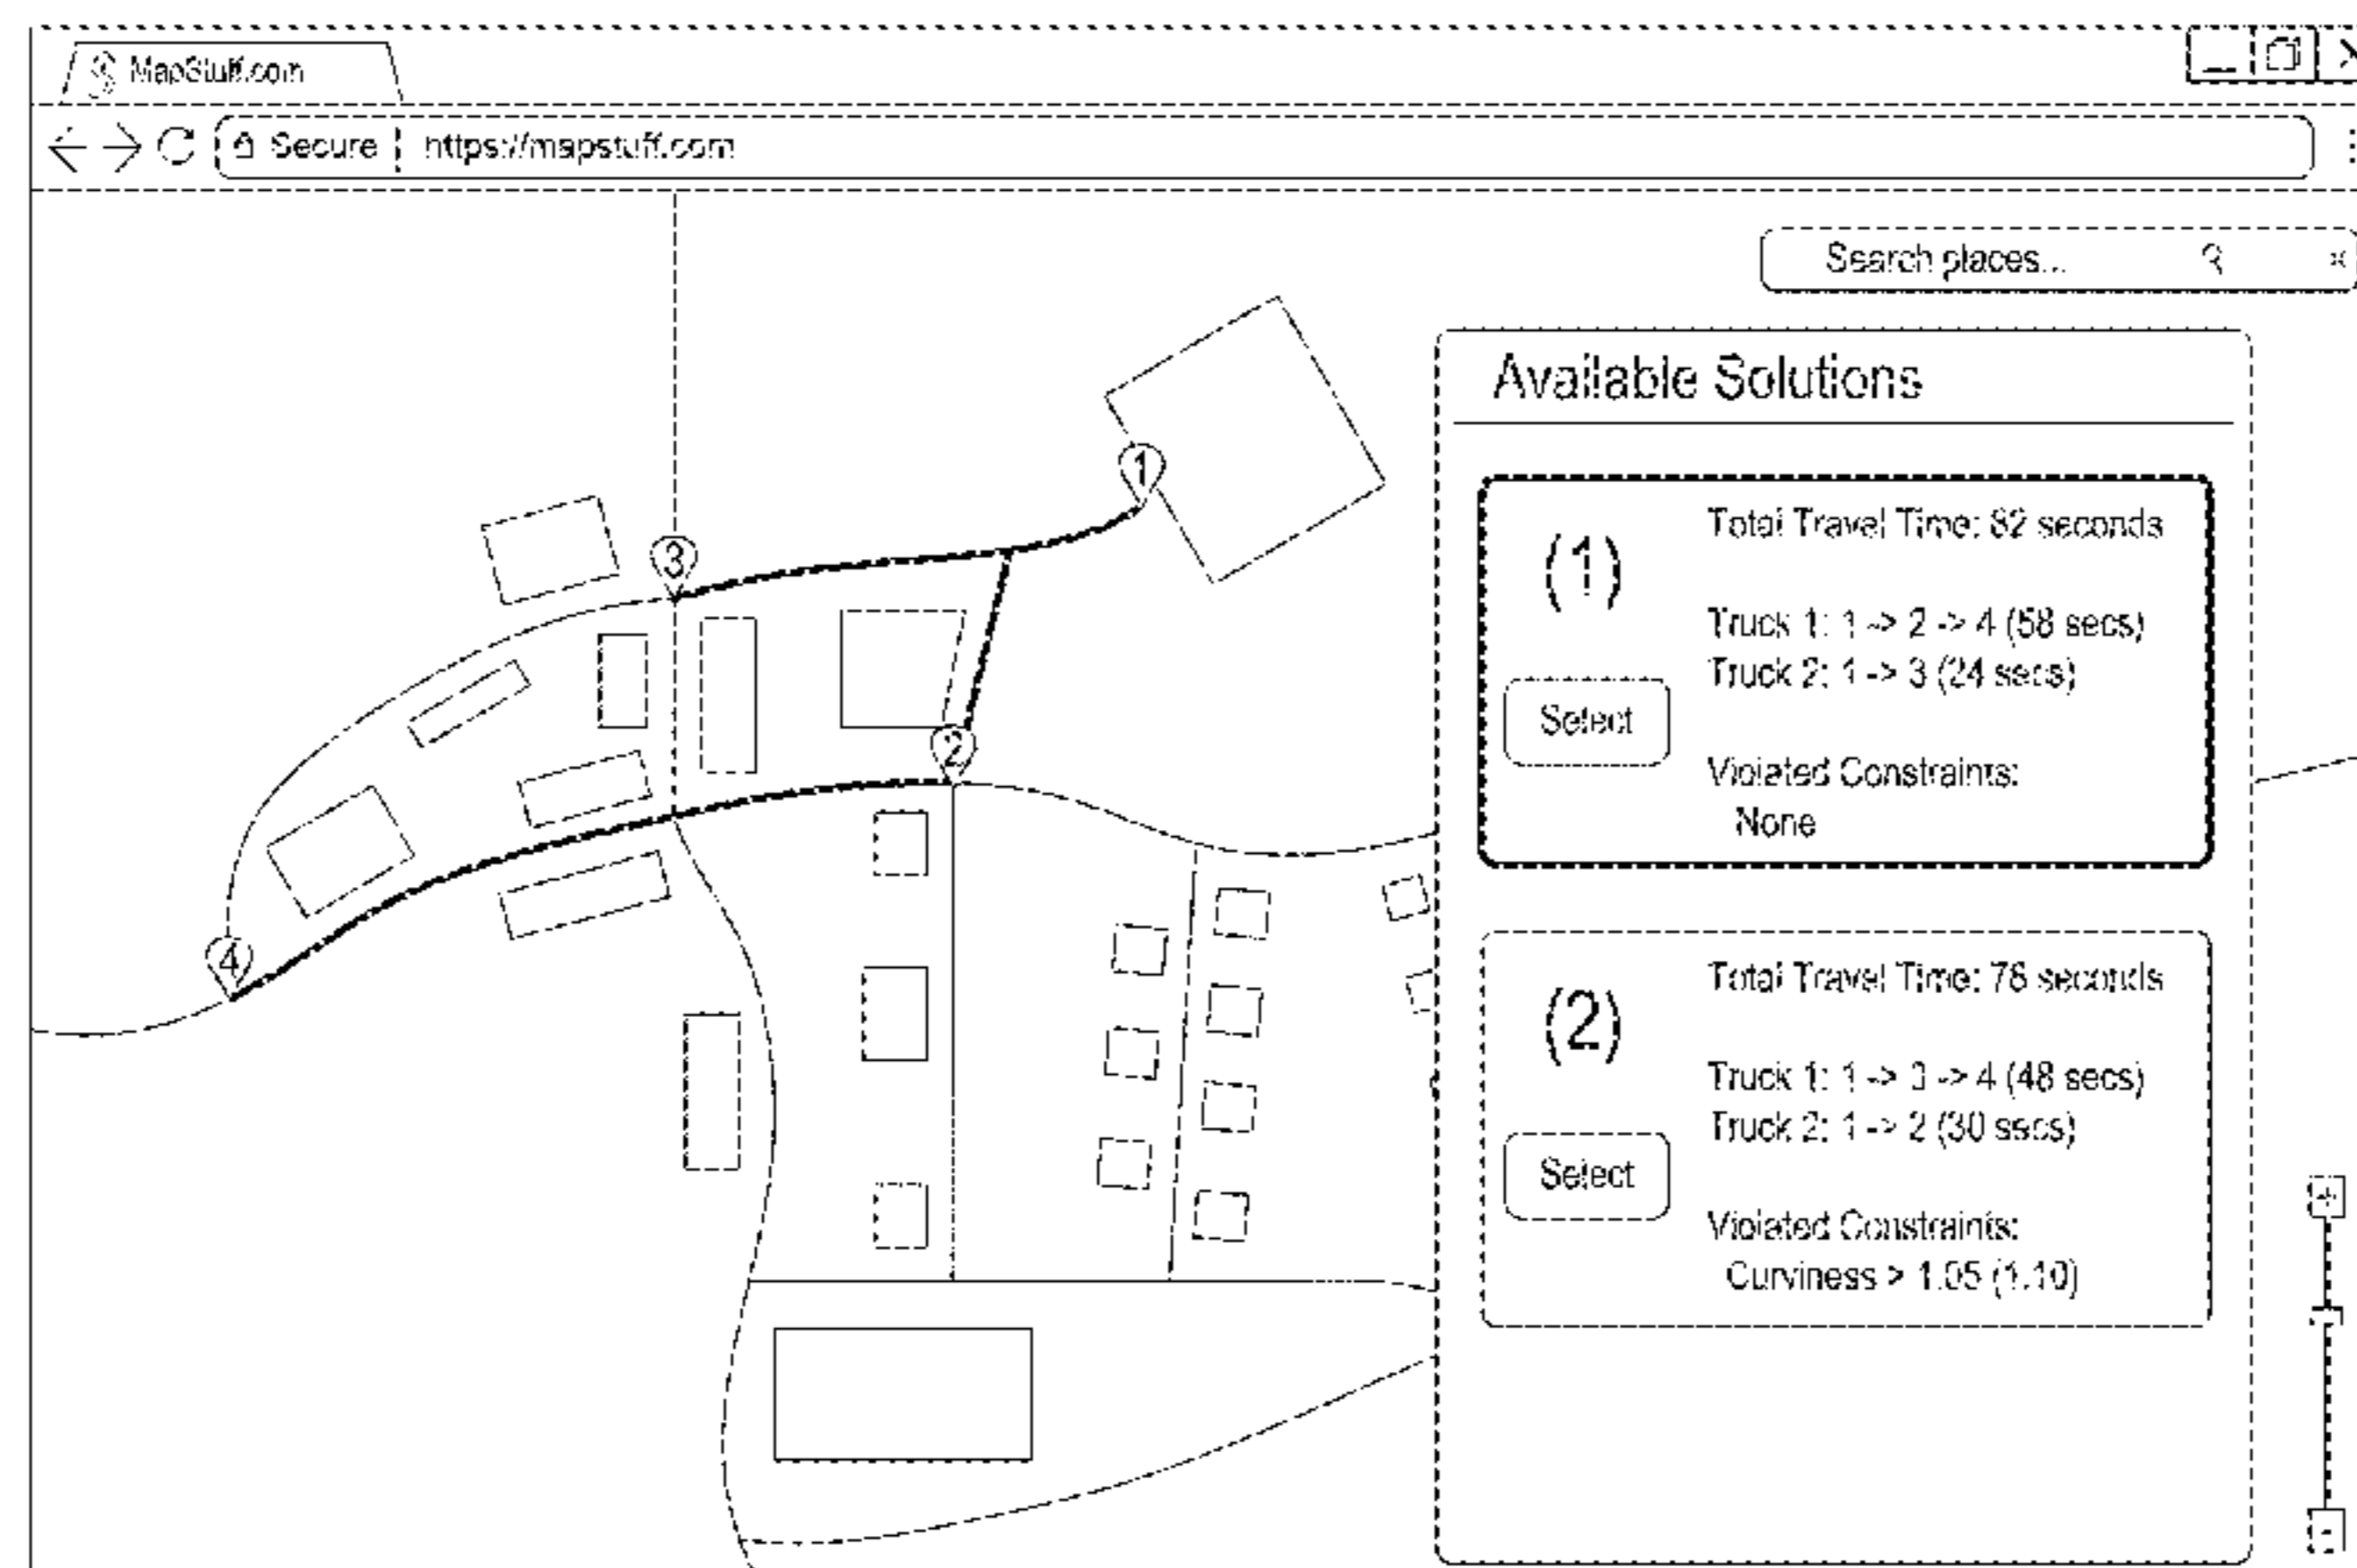 MapStuff.com
Secure
https://mapstuff.com
Search places...
Available Solutions
(1)
Total Travel Time: 82 seconds
Truck 1: 1 -> 2 -> 4 (58 secs)
Truck 2: 1 -> 3 (24 secs)
Select
Violated Constraints:
None
(2)
Total Travel Time: 78 seconds
Truck 1: 1 -> 3 -> 4 (48 secs)
Truck 2: 1 -> 2 (30 secs)
Select
Violated Constraints:
Curviness > 1.05 (1.10)
1
3
2
4
+
-